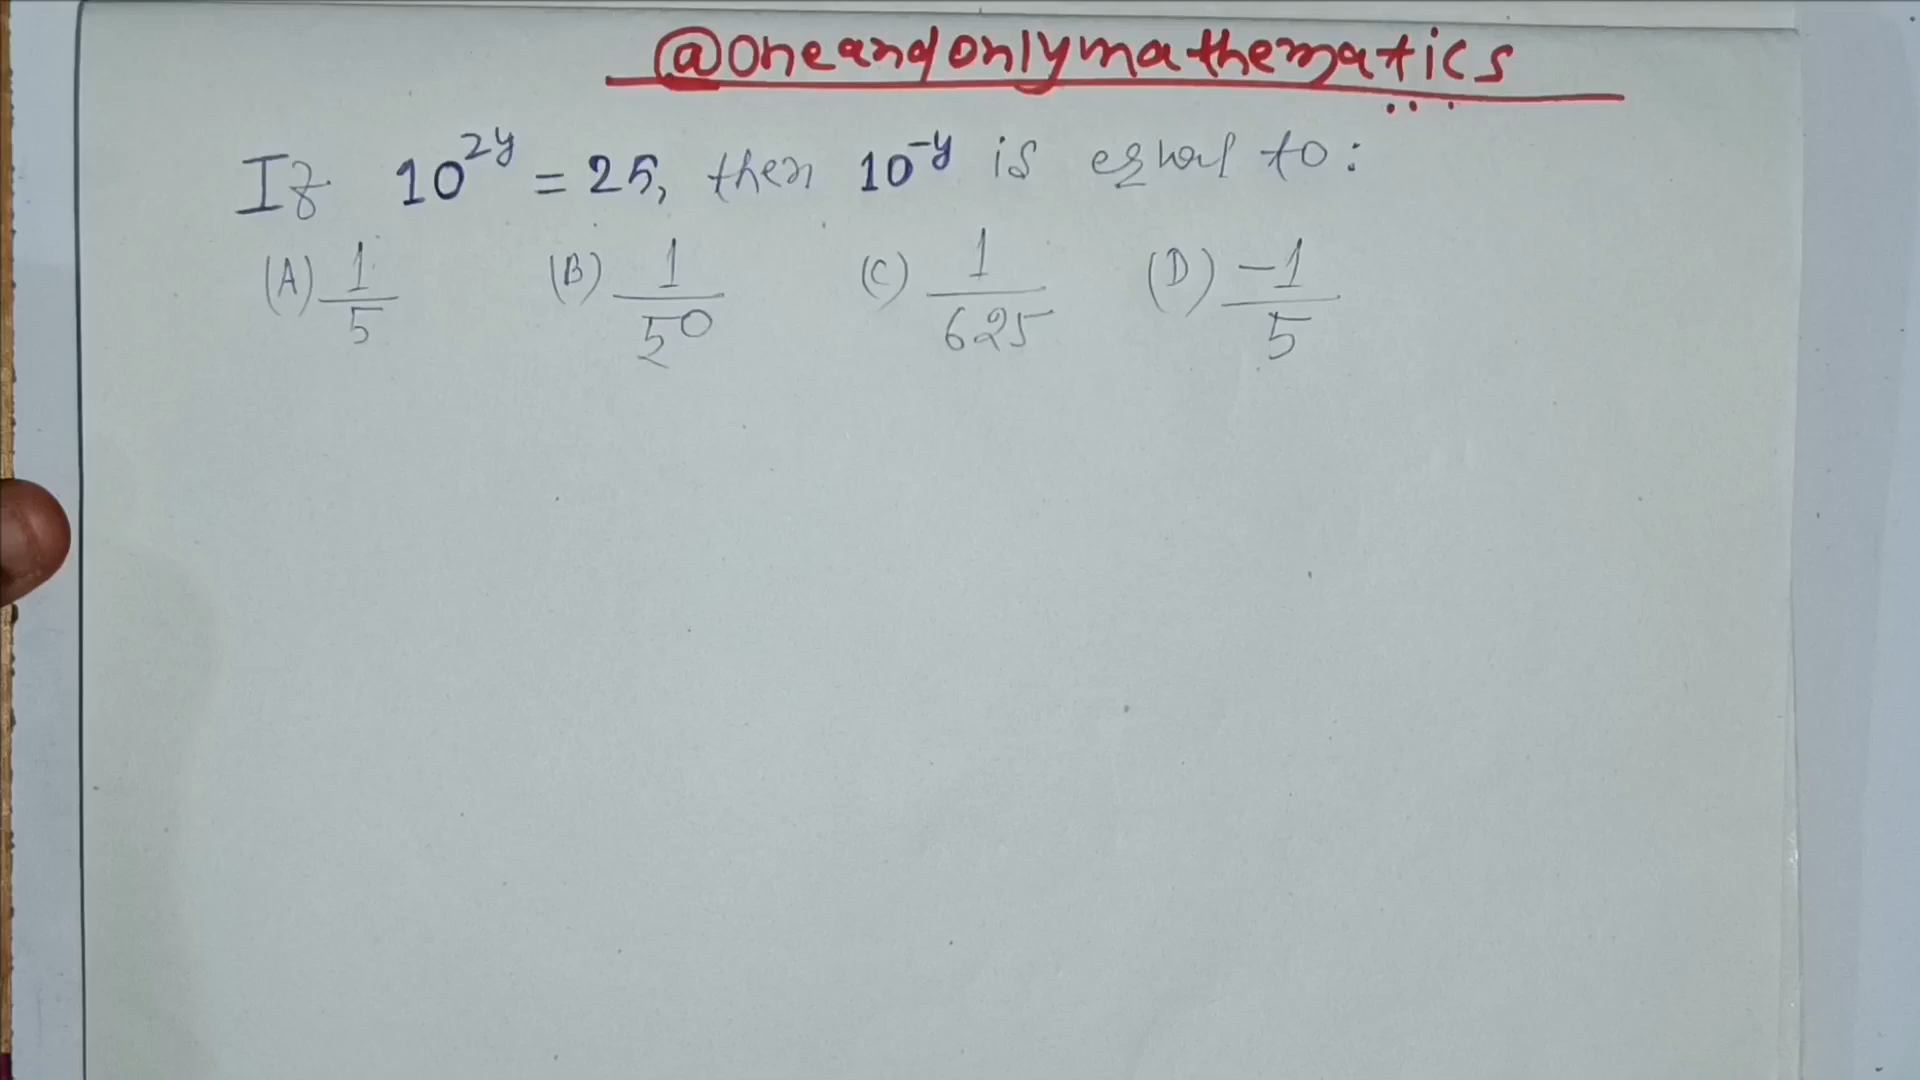 @oneandonlymathematics
If 10^{2y} = 25, then 10^{-y} is equal to:
(A) 1/5 (B) 1/50 (C) 1/625 (D) -1/5